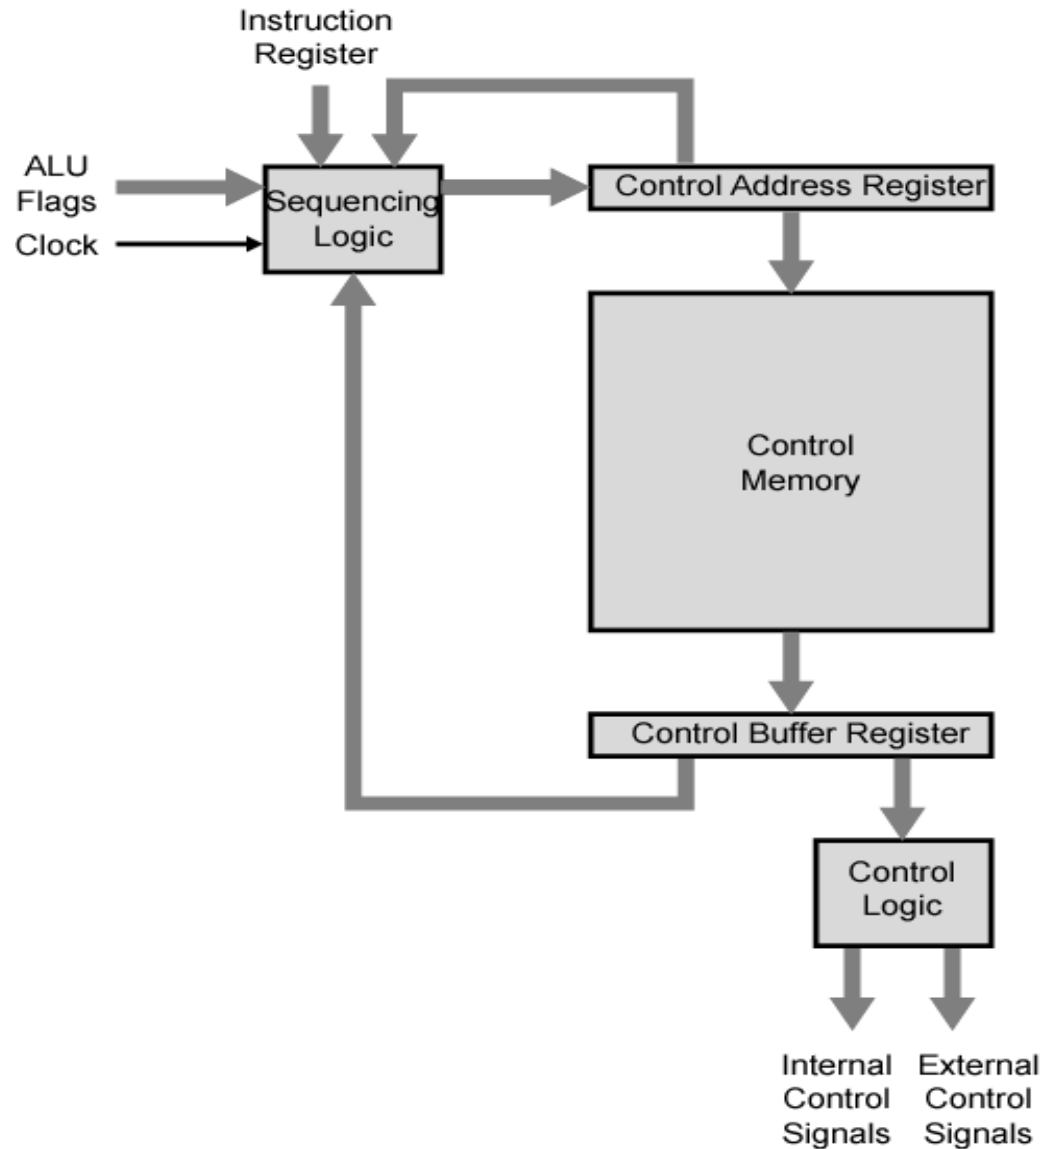 Instruction
Register
ALU
Flags
Clock
Sequencing
Logic
Control Address Register
Control
Memory
Control Buffer Register
Control
Logic
Internal
Control
Signals
External
Control
Signals